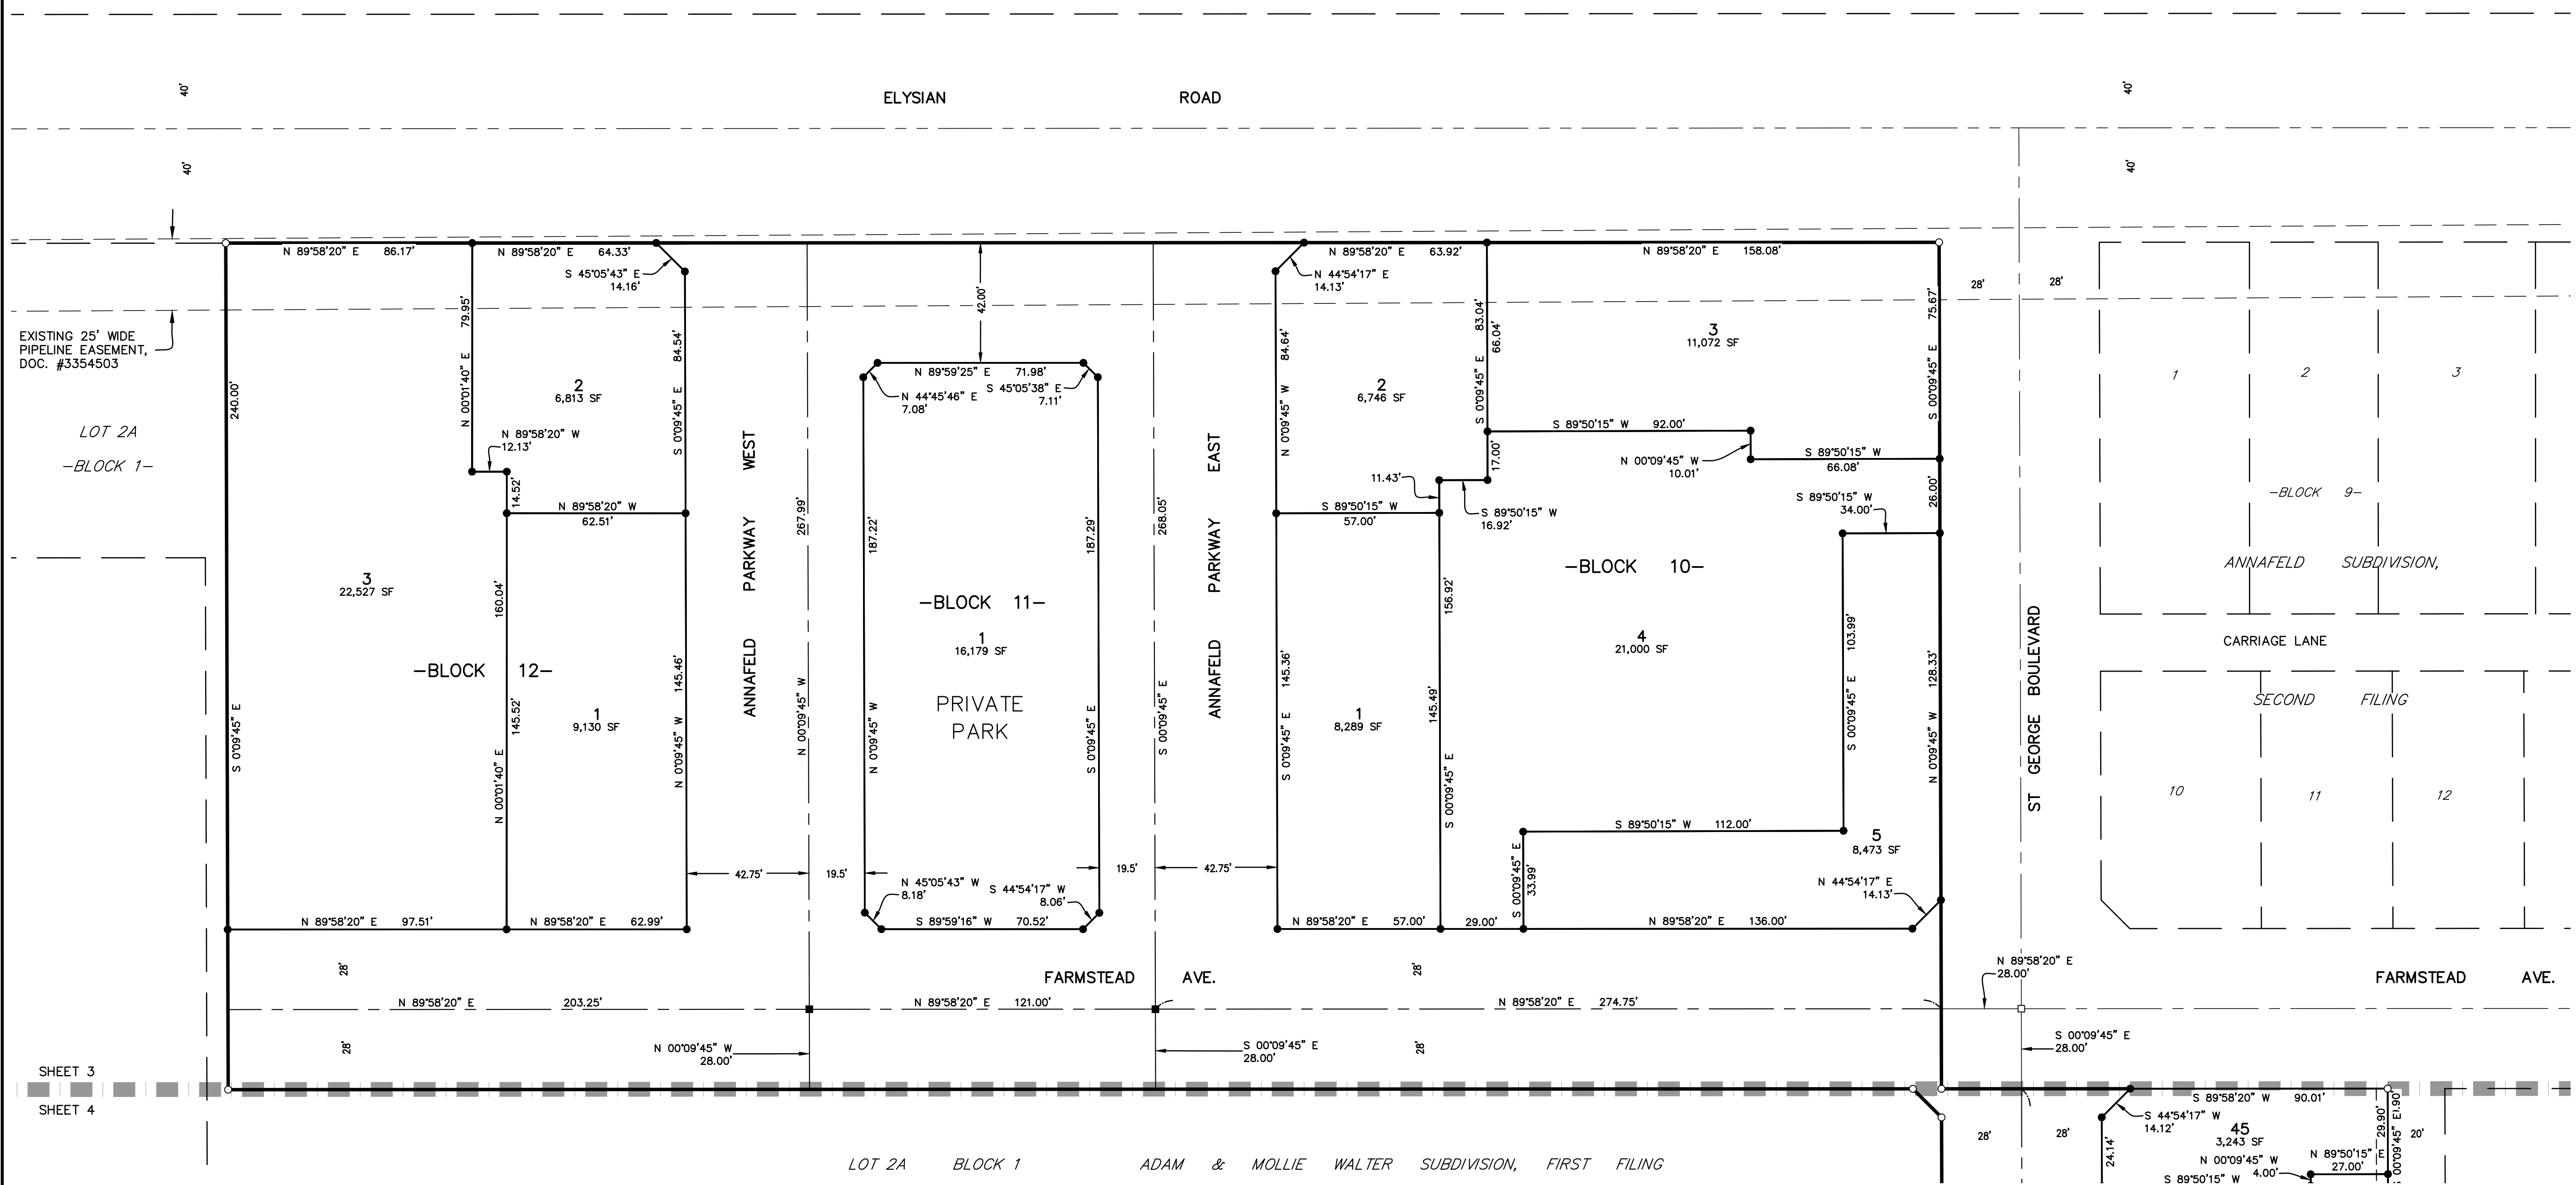 40'
40'
ELYSIAN ROAD
40'
40'
N 89°58'20" E 86.17'
N 89°58'20" E 64.33'
S 45°05'43" E
14.16'
N 89°58'20" E 63.92'
N 44°54'17" E
14.13'
N 89°58'20" E 158.08'
28'
28'
EXISTING 25' WIDE
PIPELINE EASEMENT,
DOC. #3354503
LOT 2A
-BLOCK 1-
240.00'
S 0°09'45" E
79.95'
N 00°01'40" E
2
6,813 SF
N 89°58'20" W
12.13'
14.52'
84.54'
S 0°09'45" E
N 89°58'20" W
62.51'
3
22,527 SF
-BLOCK 12-
160.04'
145.52'
N 00°01'40" E
1
9,130 SF
145.46'
N 0°09'45" W
N 89°58'20" E 97.51'
N 89°58'20" E 62.99'
ANNAFELD PARKWAY WEST
267.99'
N 00°09'45" W
42.75'
19.5'
42.00'
N 89°59'25" E 71.98'
N 44°45'46" E
7.08'
S 45°05'38" E
7.11'
187.22'
N 0°09'45" W
187.29'
S 0°09'45" E
-BLOCK 11-
1
16,179 SF
PRIVATE
PARK
N 45°05'43" W
8.18'
S 44°54'17" W
8.06'
S 89°59'16" W 70.52'
268.05'
S 00°09'45" E
19.5'
42.75'
ANNAFELD PARKWAY EAST
84.64'
N 0°09'45" W
2
6,746 SF
83.04'
66.04'
S 0°09'45" E
17.00'
11.43'
S 89°50'15" W
16.92'
S 89°50'15" W
57.00'
3
11,072 SF
75.67'
S 00°09'45" E
S 89°50'15" W 92.00'
N 00°09'45" W
10.01'
S 89°50'15" W
66.08'
26.00'
S 89°50'15" W
34.00'
-BLOCK 10-
156.92'
145.49'
S 00°09'45" E
145.36'
S 0°09'45" E
1
8,289 SF
4
21,000 SF
103.99'
S 00°09'45" E
128.33'
N 0°09'45" W
S 89°50'15" W 112.00'
S 00°09'45" E
33.99'
5
8,473 SF
N 44°54'17" E
14.13'
N 89°58'20" E 57.00'
29.00'
N 89°58'20" E 136.00'
ST GEORGE BOULEVARD
1
2
3
-BLOCK 9-
ANNAFELD SUBDIVISION,
CARRIAGE LANE
SECOND FILING
10
11
12
28'
FARMSTEAD AVE.
28'
N 89°58'20" E
28.00'
FARMSTEAD AVE.
N 89°58'20" E 203.25'
N 89°58'20" E 121.00'
N 89°58'20" E 274.75'
28'
N 00°09'45" W
28.00'
S 00°09'45" E
28.00'
28'
S 00°09'45" E
28.00'
SHEET 3
SHEET 4
LOT 2A BLOCK 1 ADAM & MOLLIE WALTER SUBDIVISION, FIRST FILING
28'
28'
S 89°58'20" W 90.01'
S 44°54'17" W
14.12'
24.14'
45
3,243 SF
N 00°09'45" W
4.00'
N 89°50'15" E
27.00'
S 89°50'15" W
29.90'
00°09'45" E
1.90'
20'